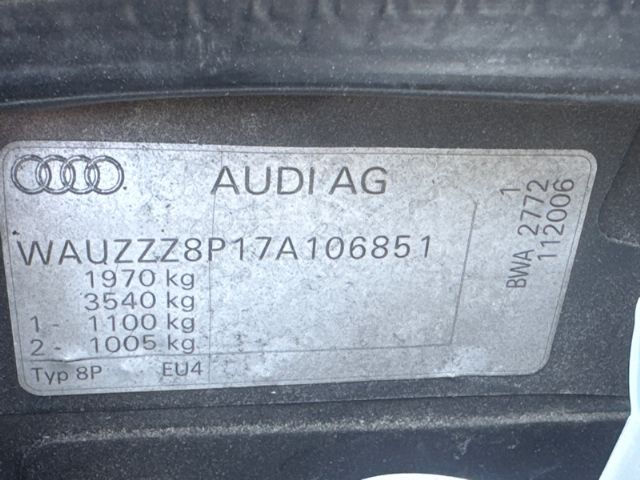 AUDI AG
WAUZZZ8P17A106851
1970 kg
3540 kg
1 - 1100 kg
2 - 1005 kg
Typ 8P EU4
1
BWA 2772
112006